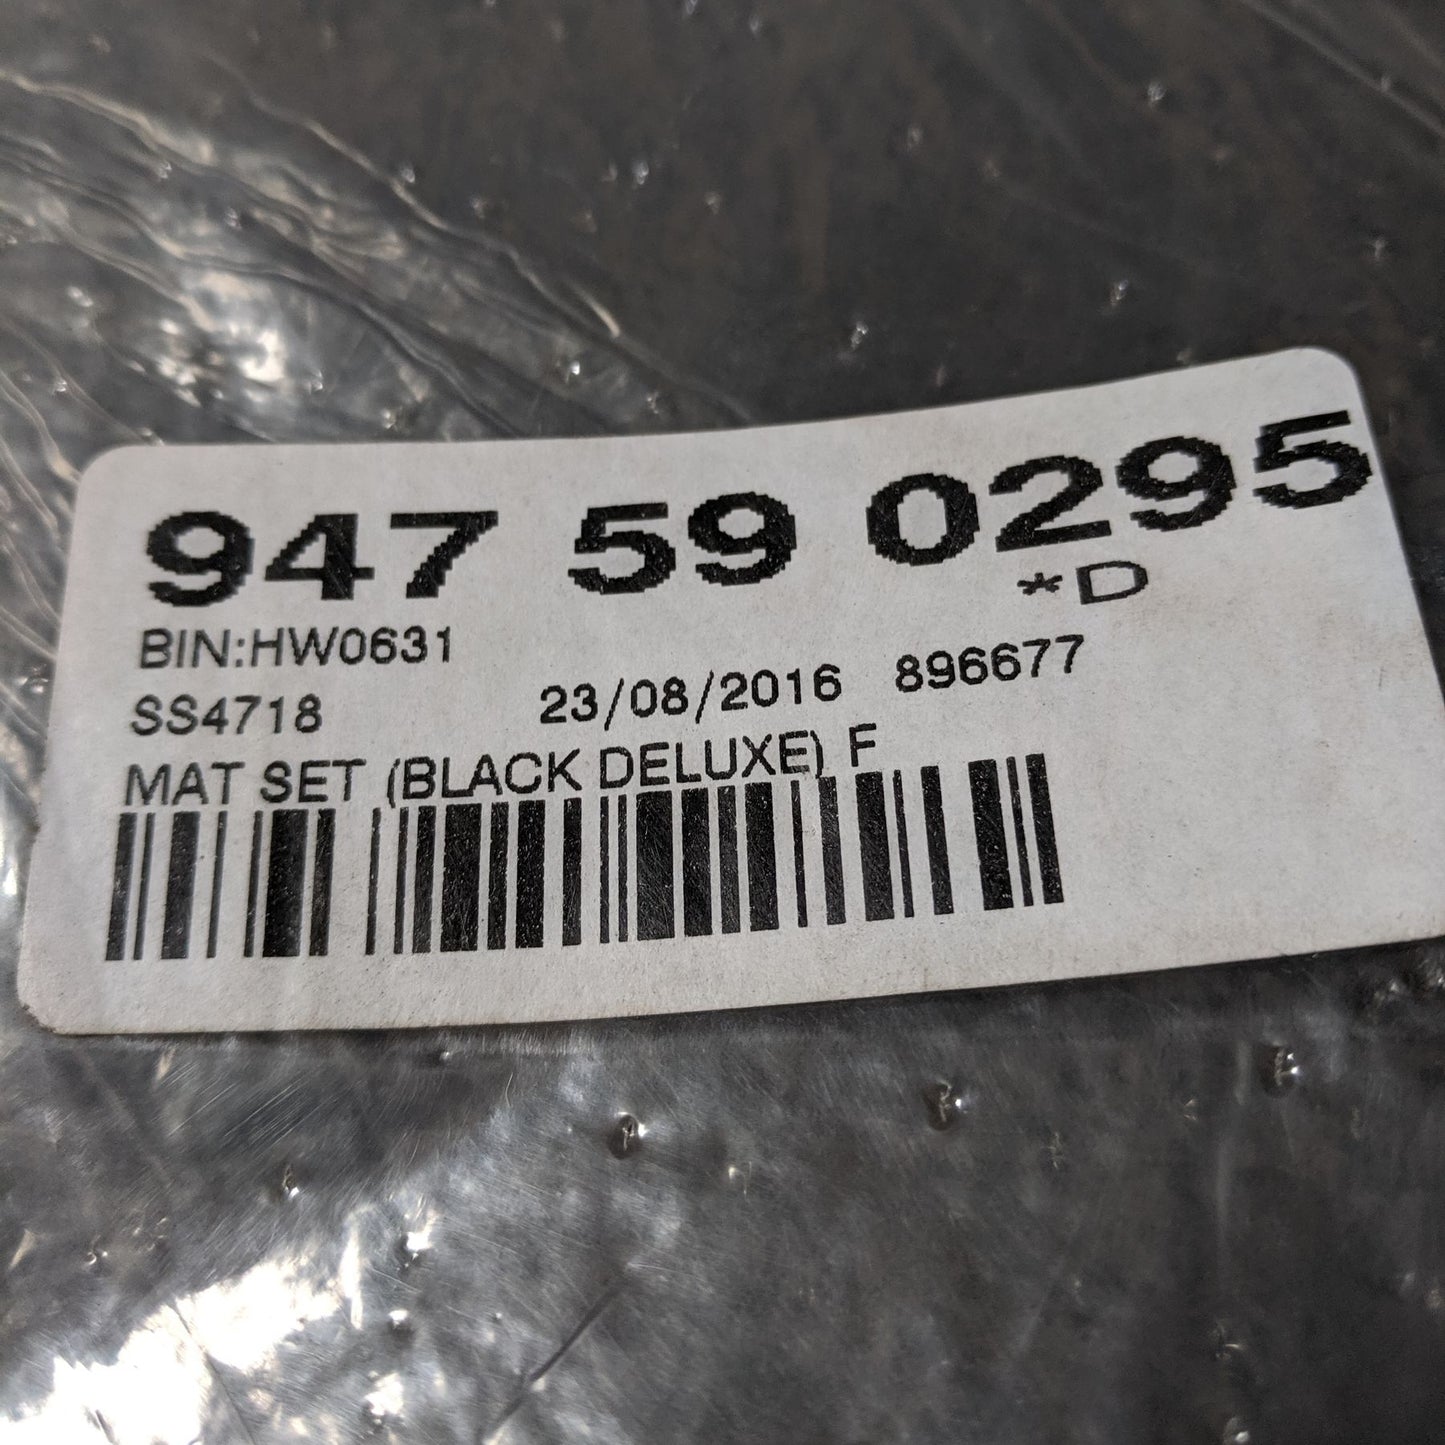 947 59 0295
*D
BIN:HW0631
SS4718 23/08/2016 896677
MAT SET (BLACK DELUXE) F